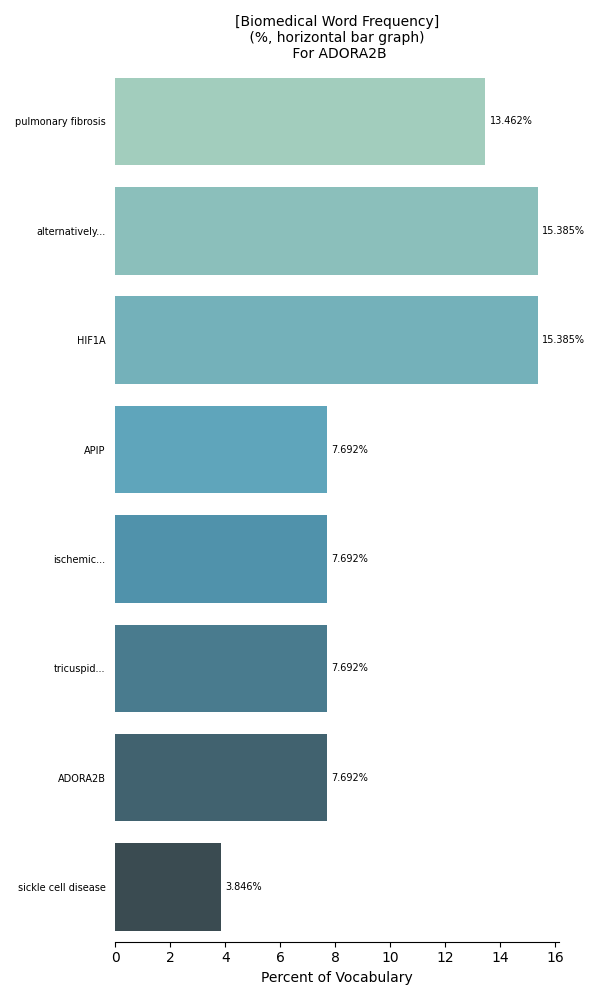 [Biomedical Word Frequency]
(%, horizontal bar graph)
For ADORA2B
pulmonary fibrosis
13.462%
alternatively...
15.385%
HIF1A
15.385%
APIP
7.692%
ischemic...
7.692%
tricuspid...
7.692%
ADORA2B
7.692%
sickle cell disease
3.846%
0 2 4 6 8 10 12 14 16
Percent of Vocabulary